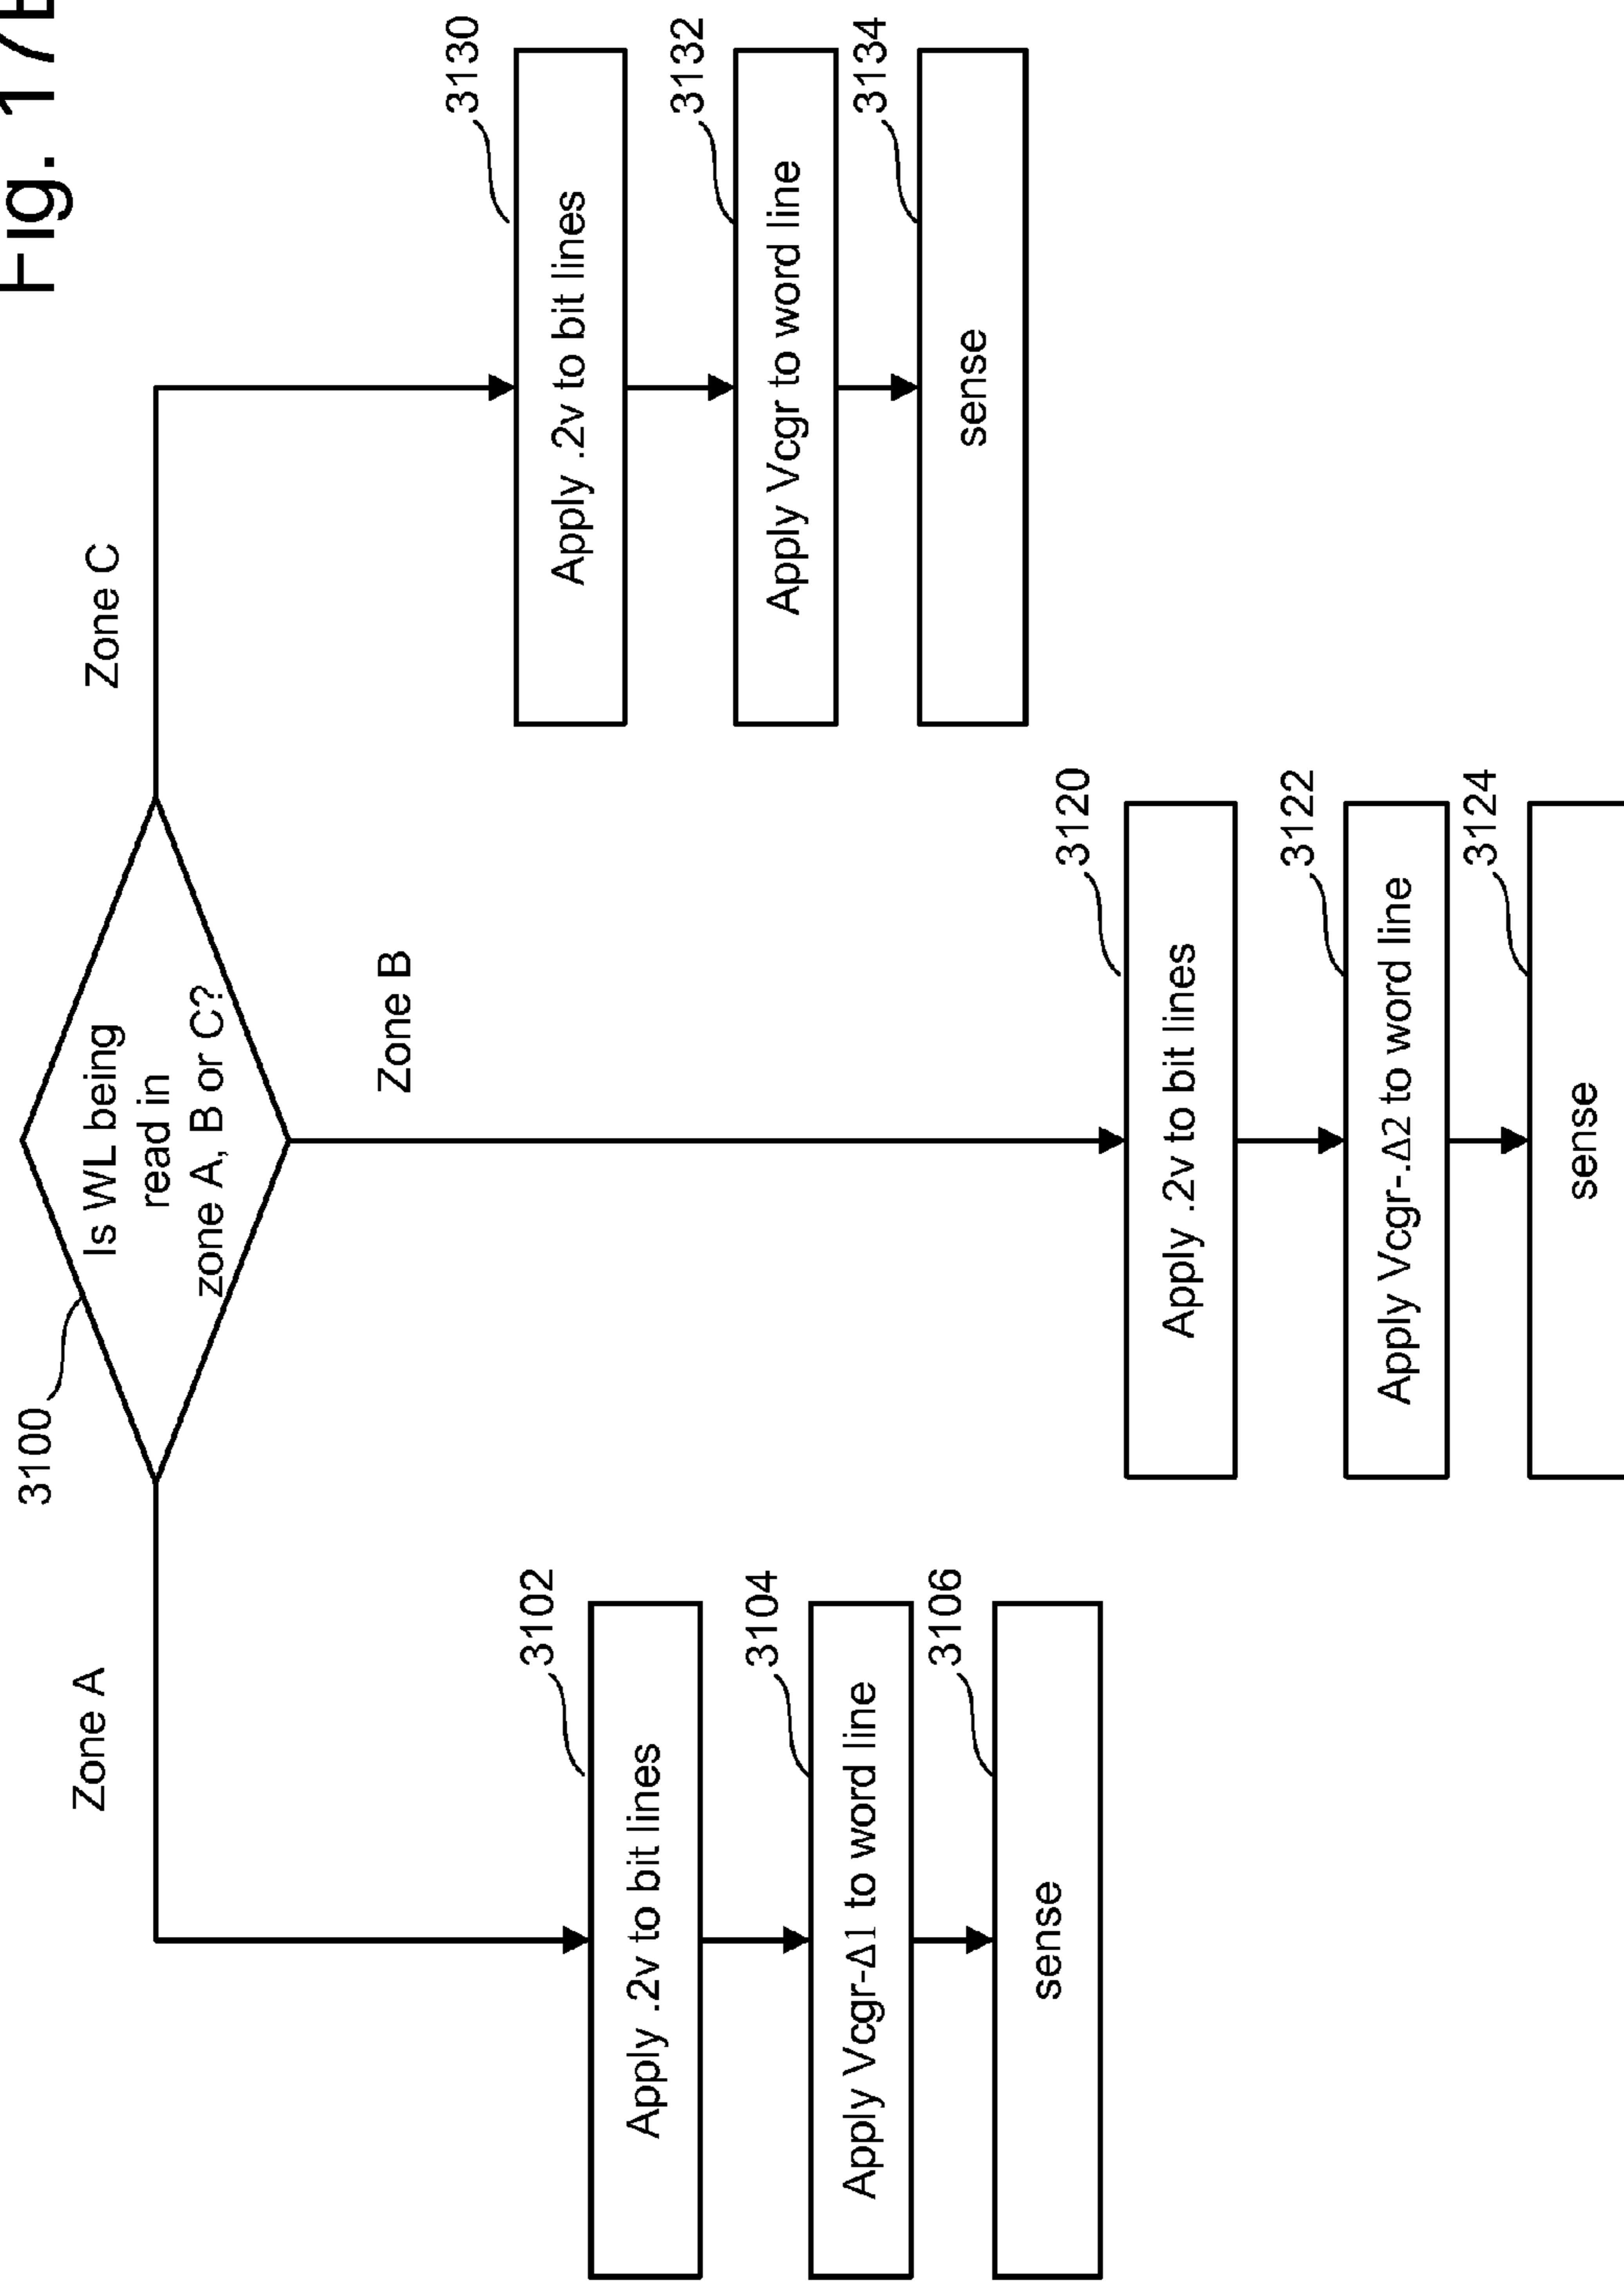 Fig. 17B
3100
Is WL being
read in
zone A, B or C?
Zone A
Zone B
Zone C
3102
Apply .2v to bit lines
3104
Apply Vcgr-Δ1 to word line
3106
sense
3120
Apply .2v to bit lines
3122
Apply Vcgr-.Δ2 to word line
3124
sense
3130
Apply .2v to bit lines
3132
Apply Vcgr to word line
3134
sense